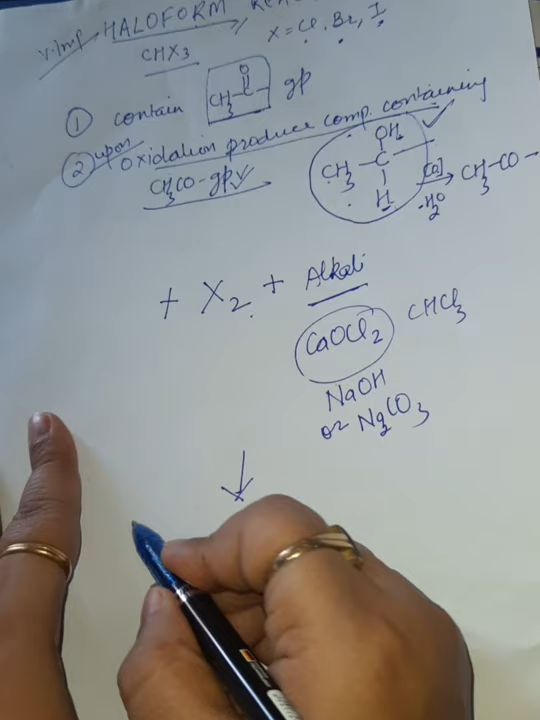 V.Imp HALOFORM
X = Cl, Br, I
CHX3
① contain CH3-C- gp
O
② upon Oxidation produce comp. containing
CH3CO-gp ✓
OH
CH3-C-
H
[O]
-H2O
CH3-CO-
+ X2 + Alkali
CaOCl2 CHCl3
NaOH
or Na2CO3